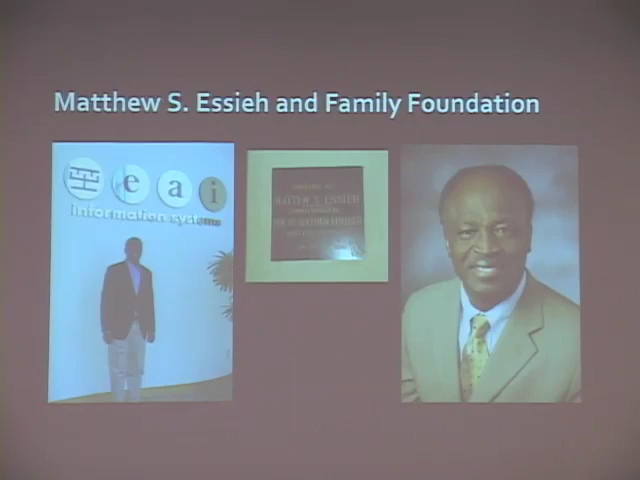 Matthew S. Essieh and Family Foundation
e a i
information systems
MATTHEW S. ESSIEH